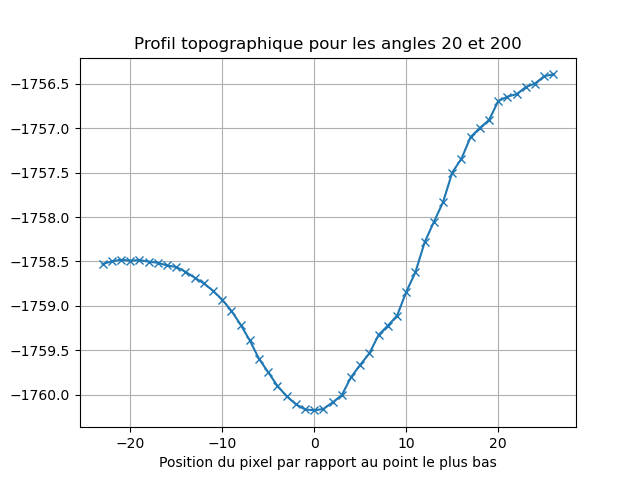 Profil topographique pour les angles 20 et 200
−1756.5
−1757.0
−1757.5
−1758.0
−1758.5
−1759.0
−1759.5
−1760.0
−20 −10 0 10 20
Position du pixel par rapport au point le plus bas